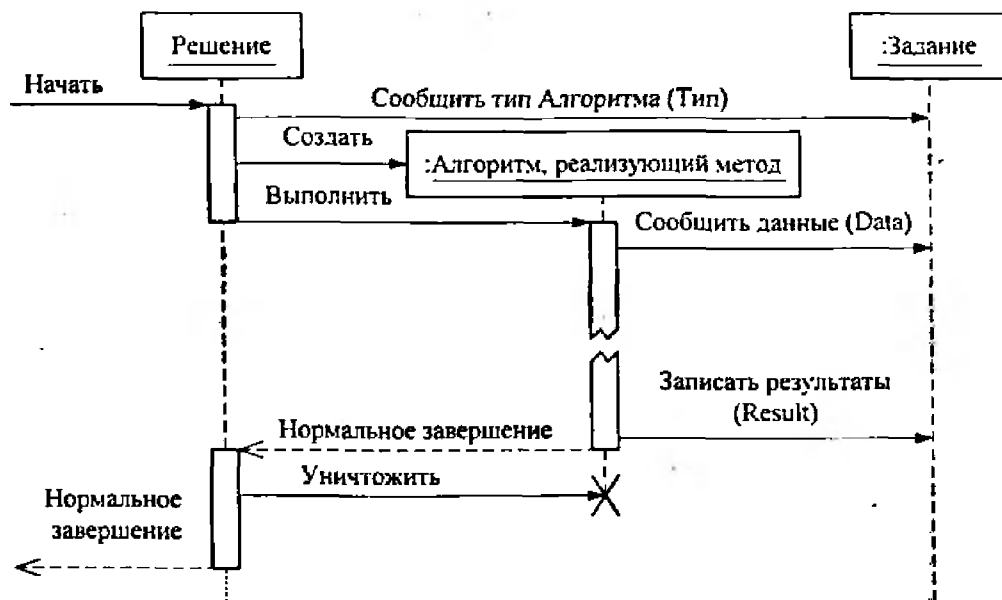 Решение
:Задание
Начать
Сообщить тип Алгоритма (Тип)
Создать
:Алгоритм, реализующий метод
Выполнить
Сообщить данные (Data)
Записать результаты
(Result)
Нормальное завершение
Уничтожить
Нормальное
завершение